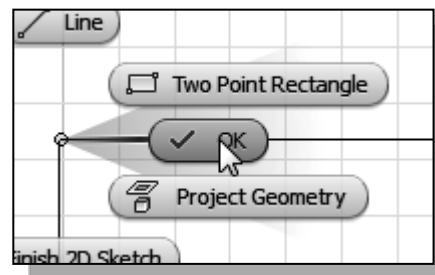 Line
Two Point Rectangle
OK
Project Geometry
Finish 2D Sketch